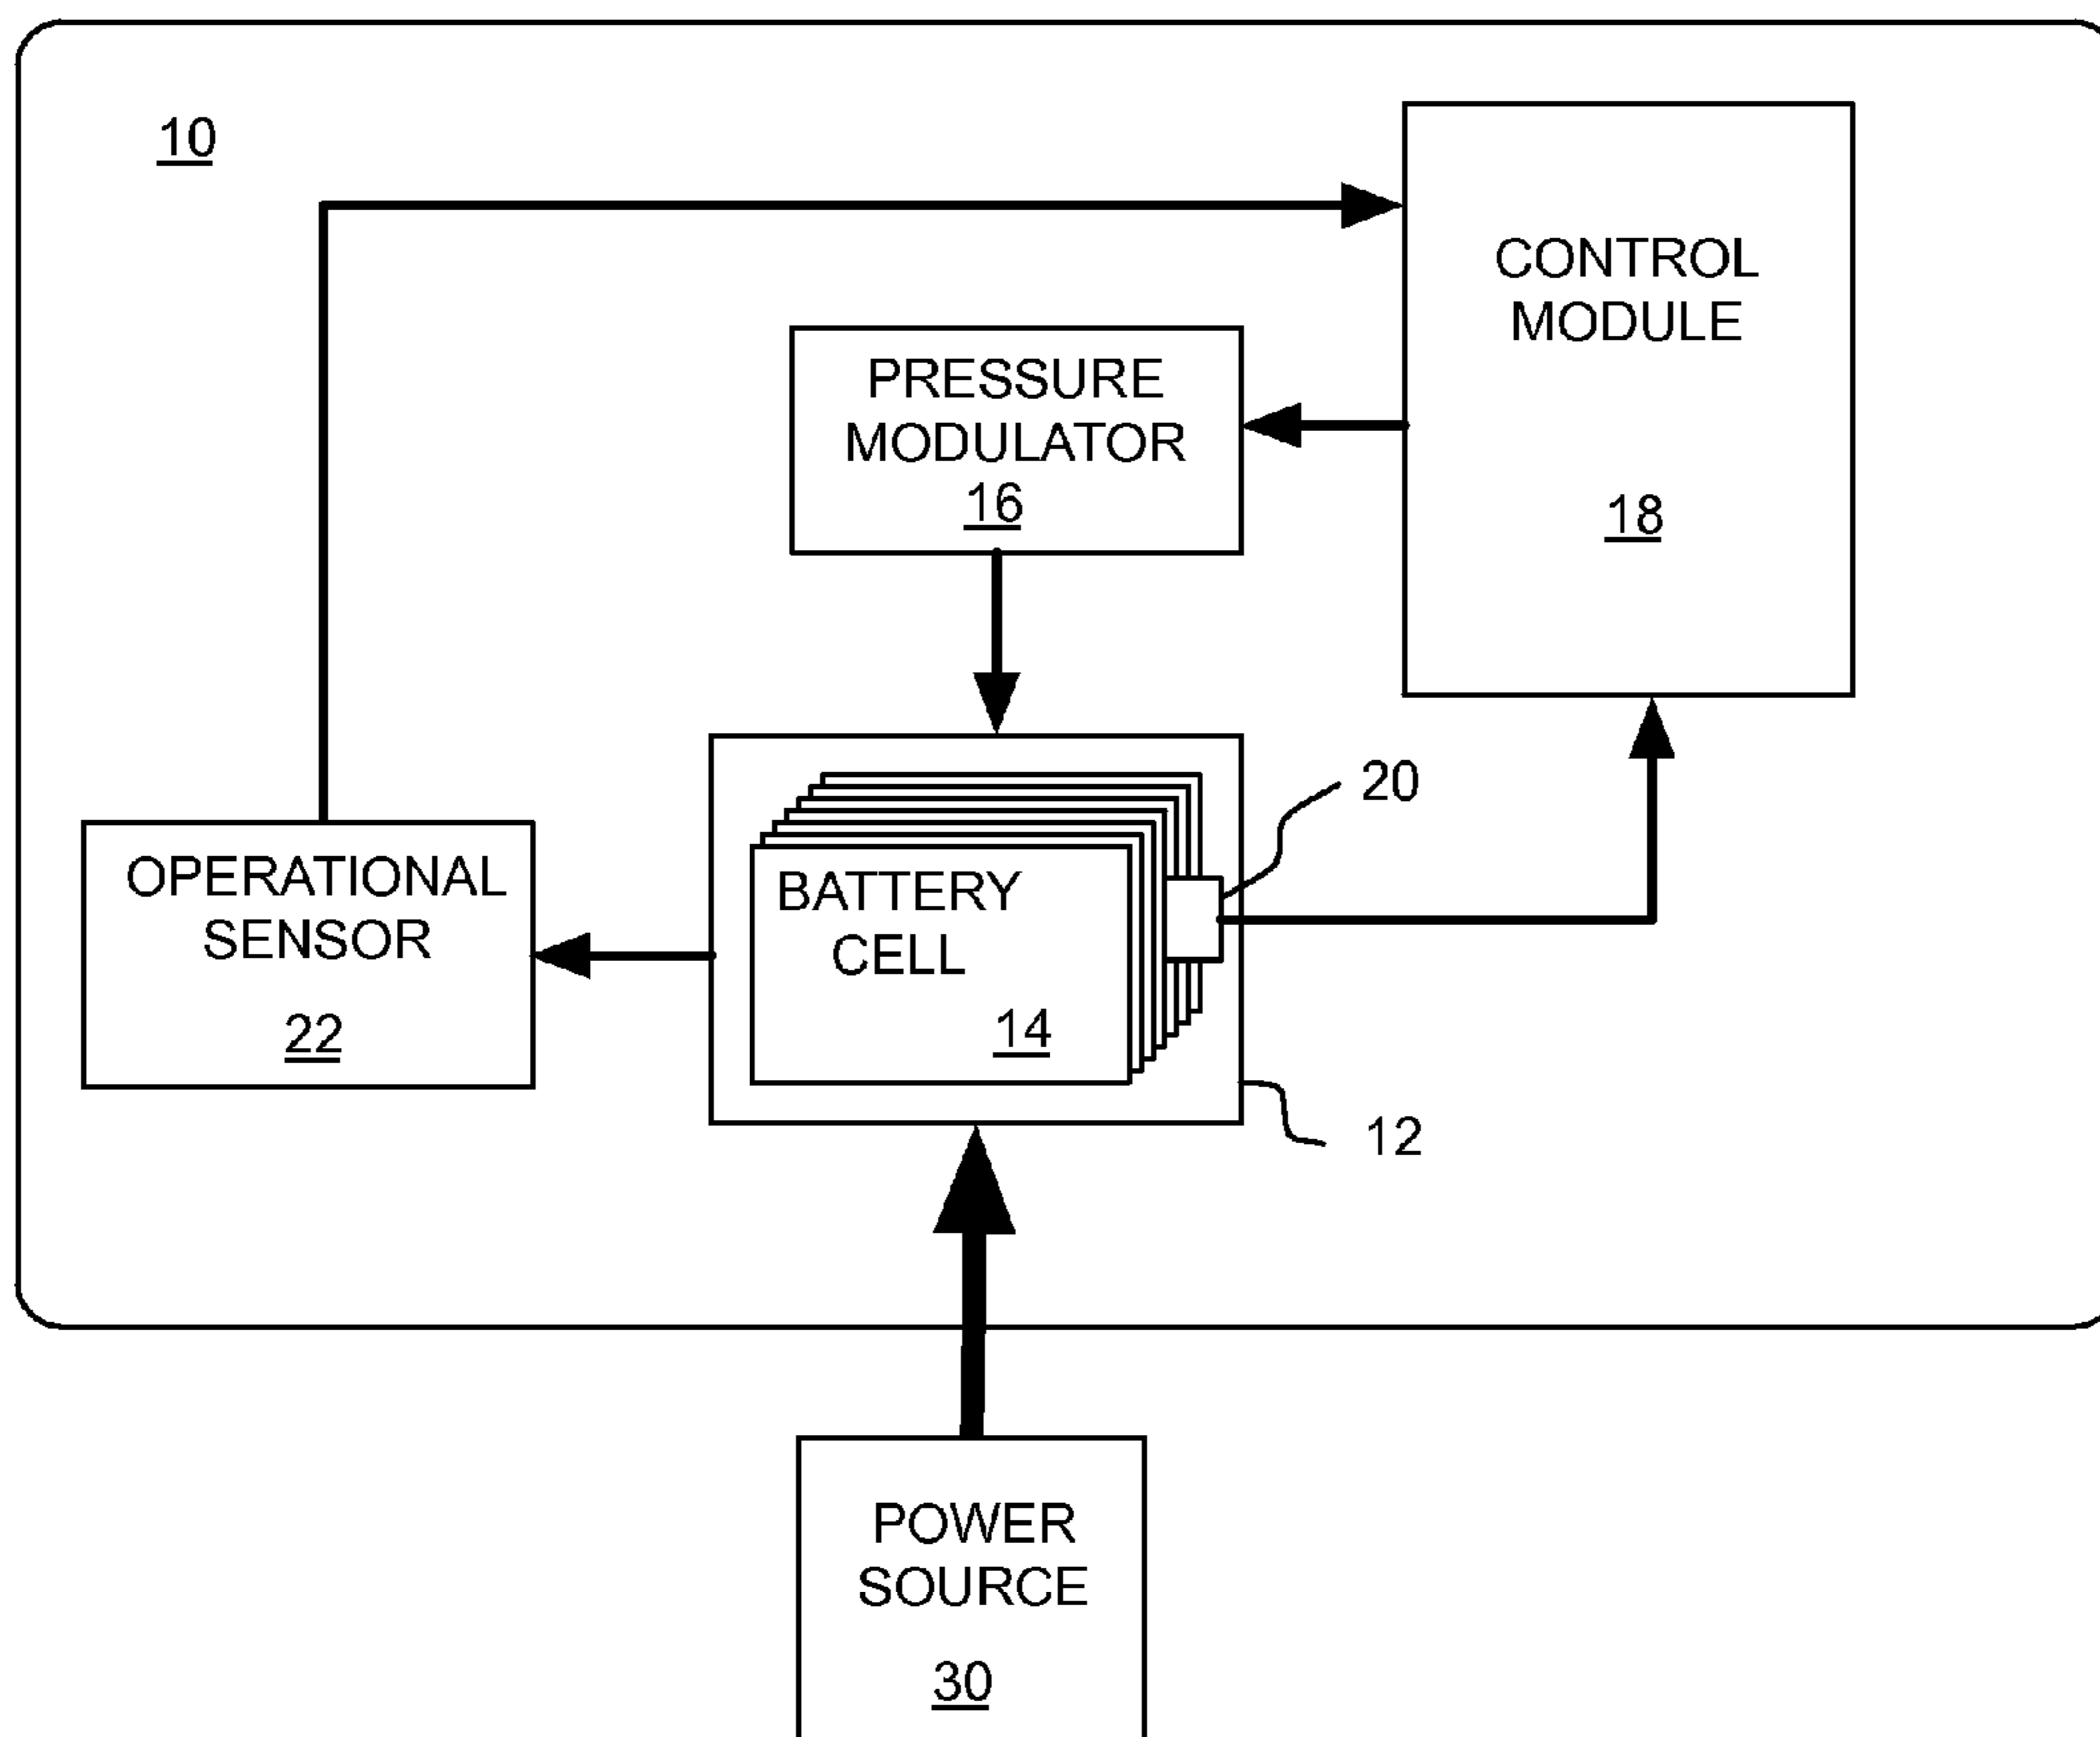 10
CONTROL
MODULE
18
PRESSURE
MODULATOR
16
20
OPERATIONAL
SENSOR
22
BATTERY
CELL
14
12
POWER
SOURCE
30